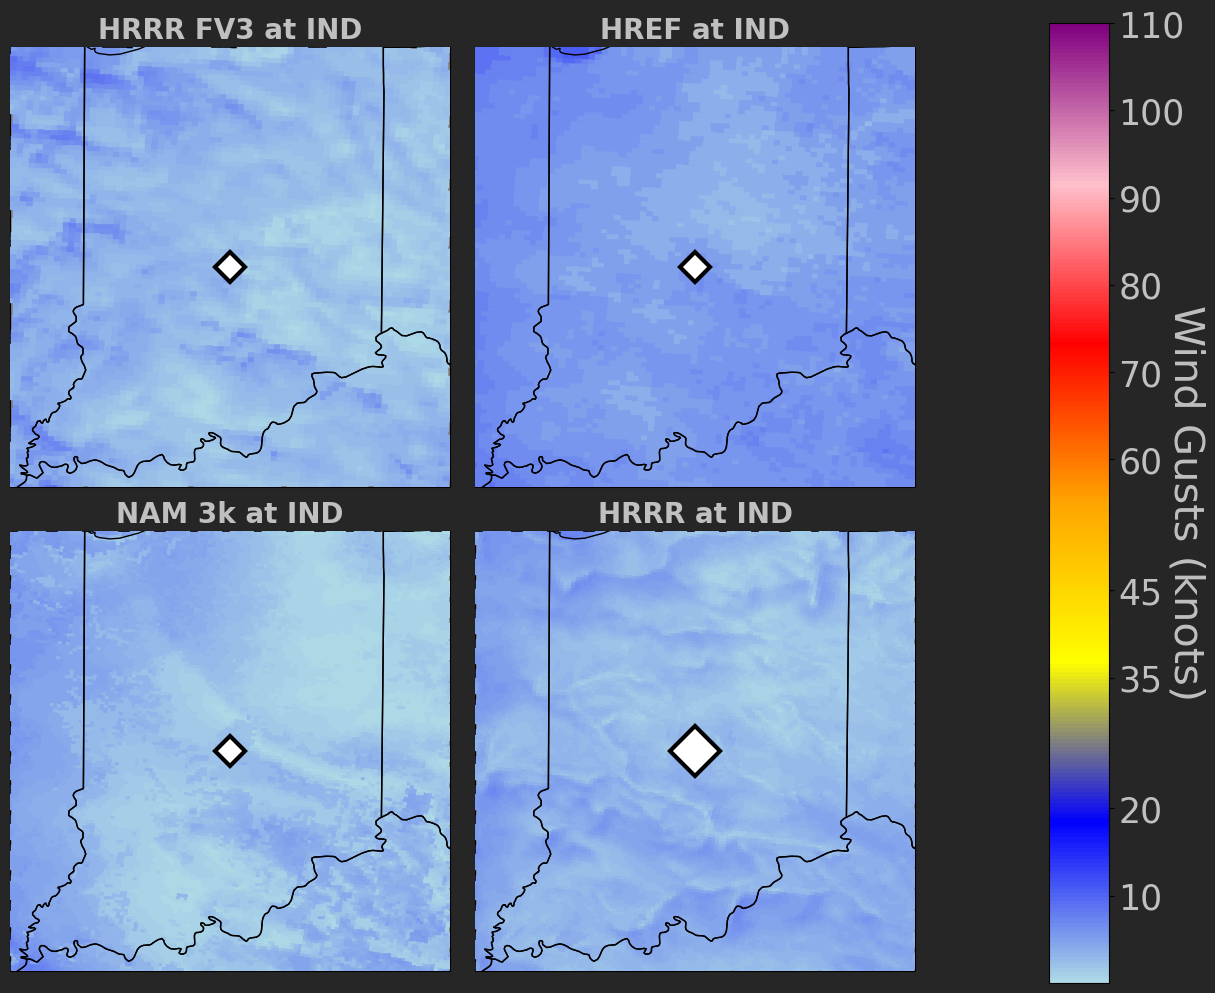 HRRR FV3 at IND
HREF at IND
NAM 3k at IND
HRRR at IND
110
100
90
80
70
60
45
35
20
10
Wind Gusts (knots)